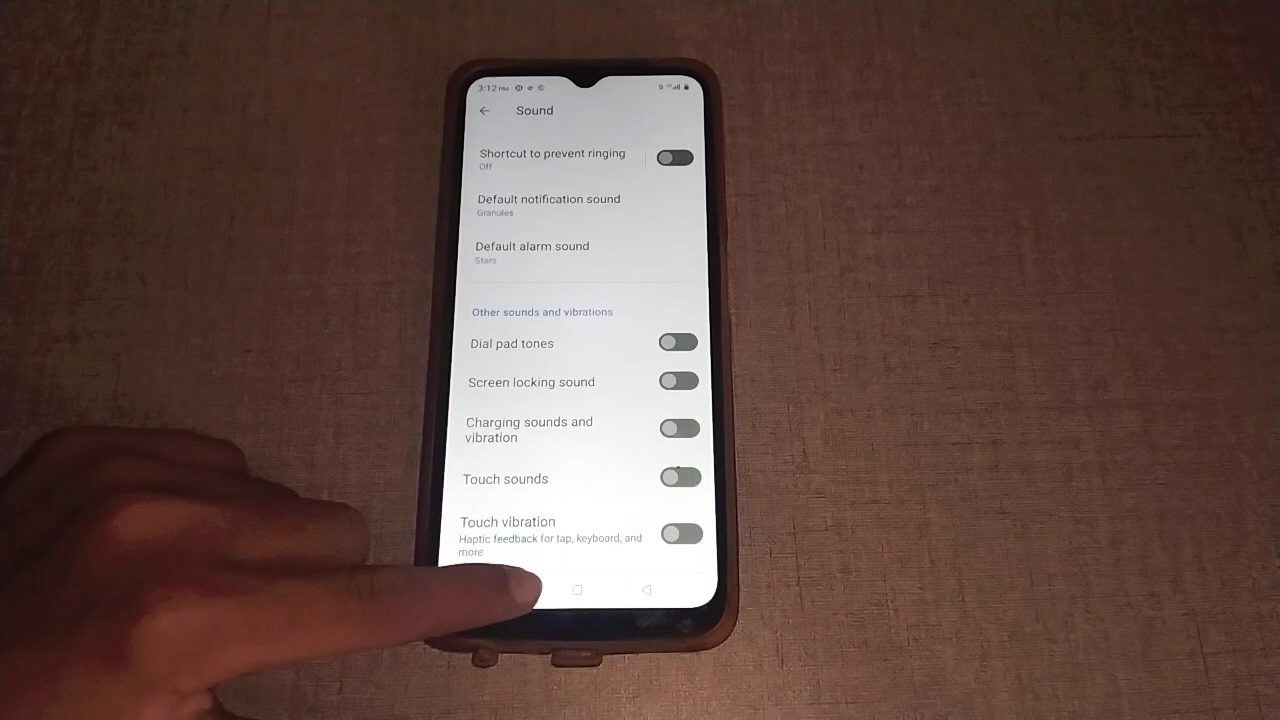 3:12 PM
Sound
Shortcut to prevent ringing
Off
Default notification sound
Granules
Default alarm sound
Stars
Other sounds and vibrations
Dial pad tones
Screen locking sound
Charging sounds and
vibration
Touch sounds
Touch vibration
Haptic feedback for tap, keyboard, and
more